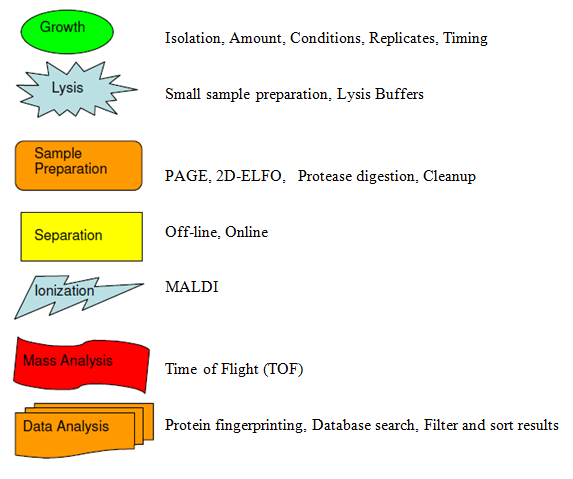 Growth
Isolation, Amount, Conditions, Replicates, Timing
Lysis
Small sample preparation, Lysis Buffers
Sample
Preparation
PAGE, 2D-ELFO,   Protease digestion, Cleanup
Separation
Off-line, Online
Ionization
MALDI
Mass Analysis
Time of Flight (TOF)
Data Analysis
Protein fingerprinting, Database search, Filter and sort results